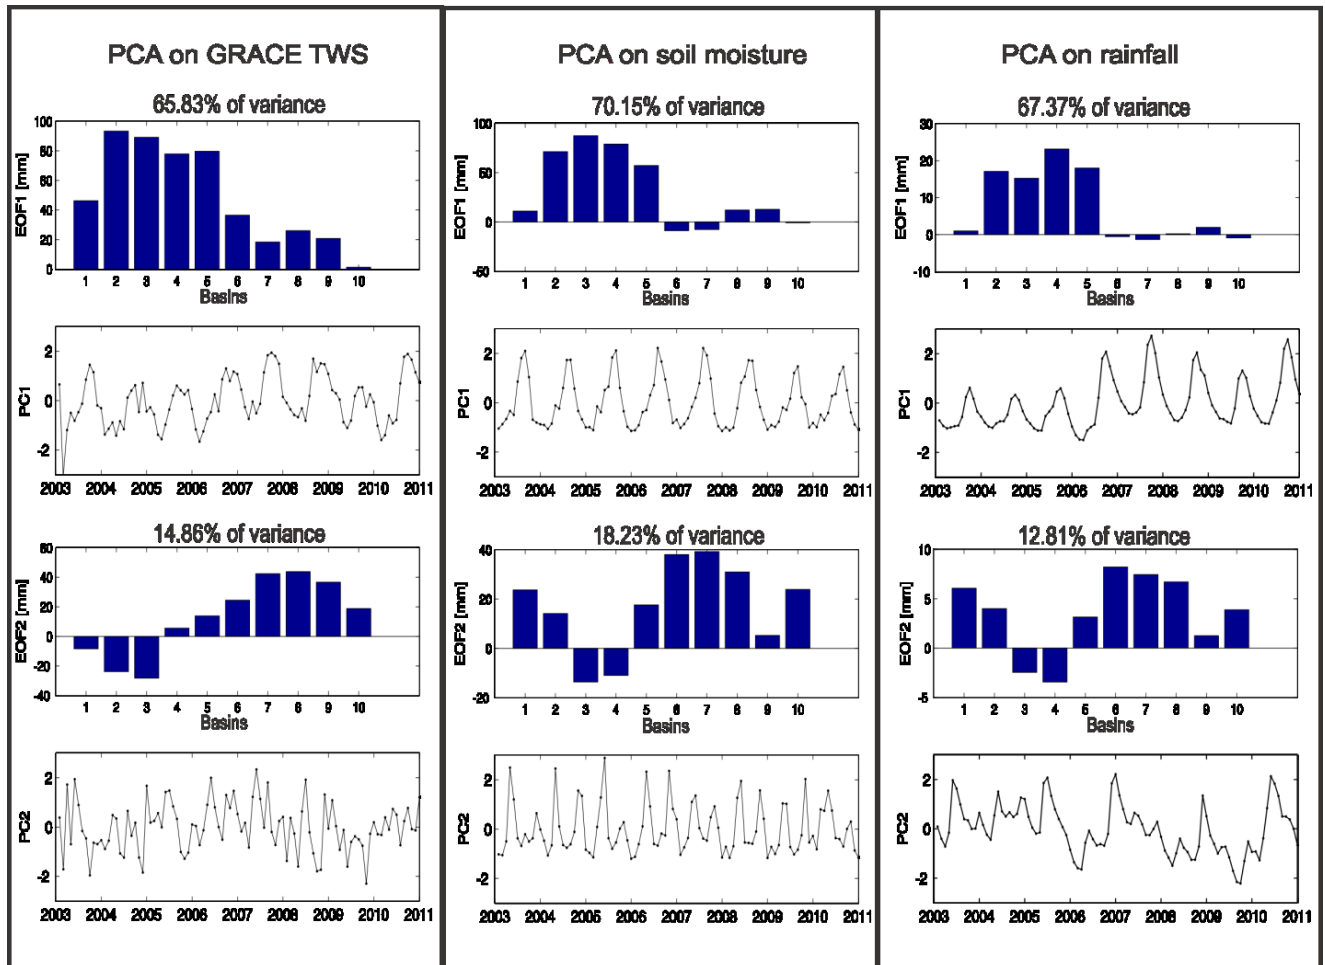 PCA on GRACE TWS
65.83% of variance
100
80
60
40
20
0
EOF1 [mm]
1 2 3 4 5 6 7 8 9 10
Basins
2
0
-2
PC1
2003 2004 2005 2006 2007 2008 2009 2010 2011
14.86% of variance
60
40
20
0
-20
-40
EOF2 [mm]
1 2 3 4 5 6 7 8 9 10
Basins
2
0
-2
PC2
2003 2004 2005 2006 2007 2008 2009 2010 2011
PCA on soil moisture
70.15% of variance
100
50
0
-50
EOF1 [mm]
1 2 3 4 5 6 7 8 9 10
Basins
2
0
-2
PC1
2003 2004 2005 2006 2007 2008 2009 2010 2011
18.23% of variance
40
20
0
-20
EOF2 [mm]
1 2 3 4 5 6 7 8 9 10
Basins
2
0
-2
PC2
2003 2004 2005 2006 2007 2008 2009 2010 2011
PCA on rainfall
67.37% of variance
30
20
10
0
-10
EOF1 [mm]
1 2 3 4 5 6 7 8 9 10
Basins
2
0
-2
PC1
2003 2004 2005 2006 2007 2008 2009 2010 2011
12.81% of variance
10
5
0
-5
EOF2 [mm]
1 2 3 4 5 6 7 8 9 10
Basins
2
0
-2
PC2
2003 2004 2005 2006 2007 2008 2009 2010 2011